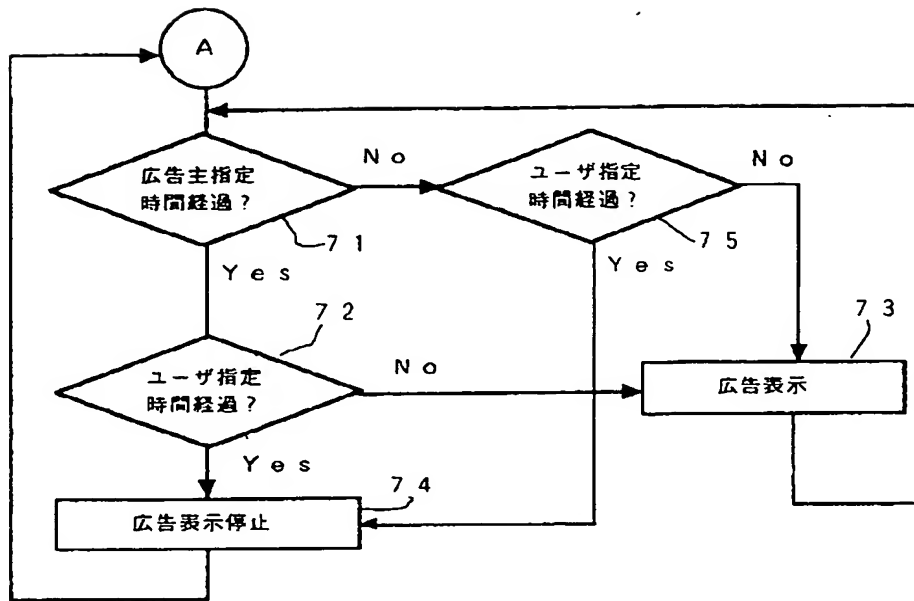 A
広告主指定
時間経過?
No
71
Yes
ユーザ指定
時間経過?
No
75
Yes
72
ユーザ指定
時間経過?
No
Yes
73
広告表示
74
広告表示停止